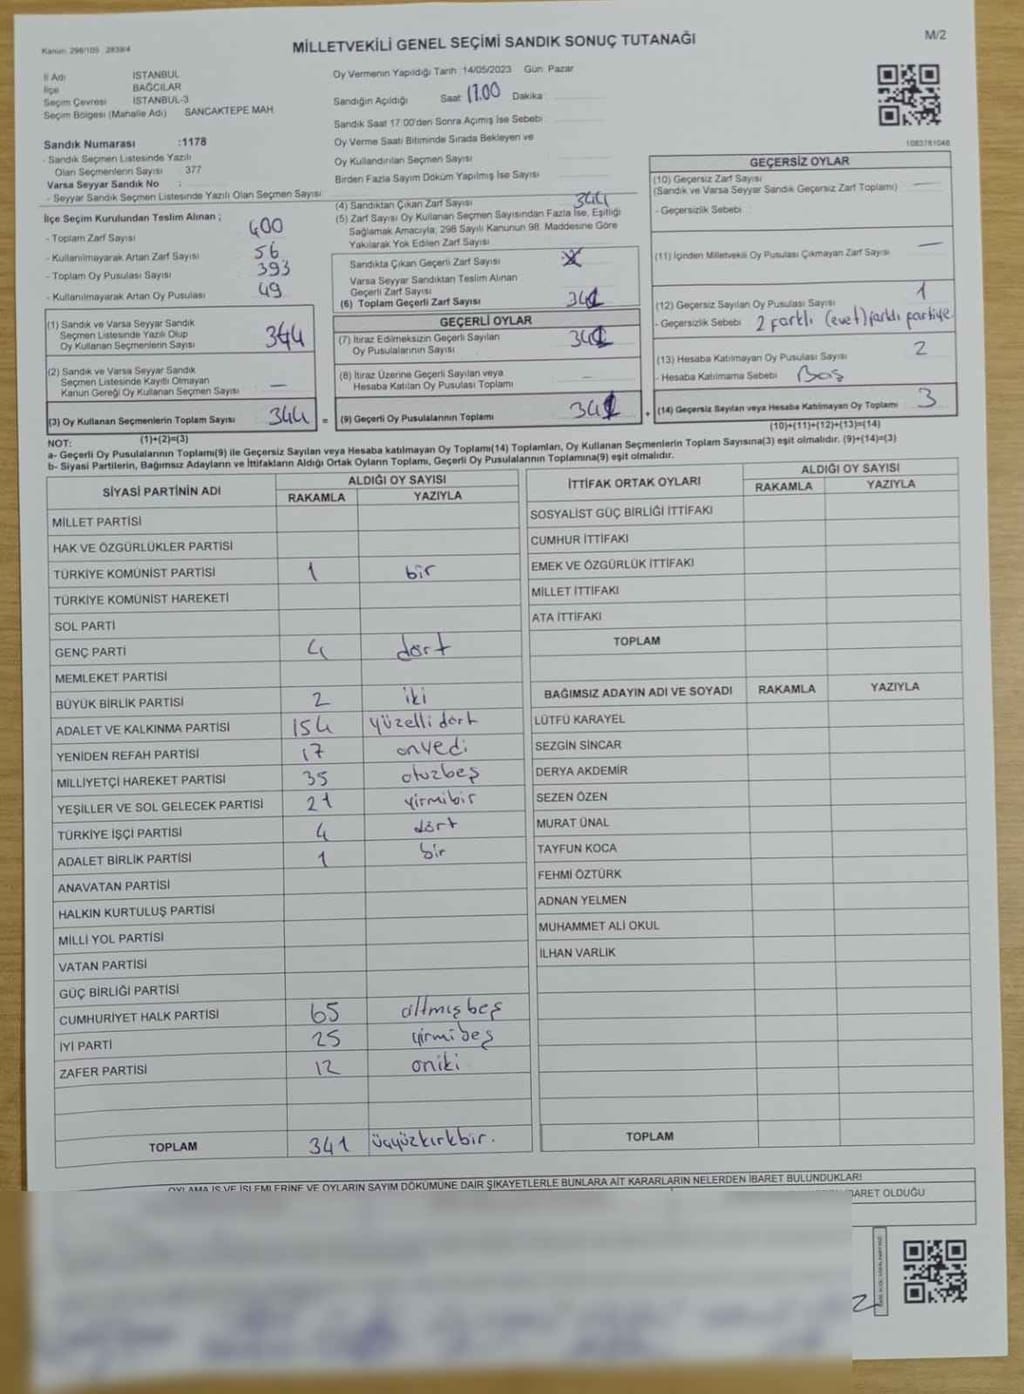 Kanun: 298/105 2839/4
MİLLETVEKİLİ GENEL SEÇİMİ SANDIK SONUÇ TUTANAĞI
M/2
İl Adı İSTANBUL
İlçe BAĞCILAR
Seçim Çevresi İSTANBUL-3
Seçim Bölgesi (Mahalle Adı) SANCAKTEPE MAH.
Sandık Numarası :1178
- Sandık Seçmen Listesinde Yazılı
Olan Seçmenlerin Sayısı 377
Varsa Seyyar Sandık No :
- Seyyar Sandık Seçmen Listesinde Yazılı Olan Seçmen Sayısı
Oy Vermenin Yapıldığı Tarih :14/05/2023 Gün: Pazar
Sandığın Açıldığı Saat 17.00 Dakika
Sandık Saat 17:00'den Sonra Açılmış İse Sebebi
Oy Verme Saati Bitiminde Sırada Bekleyen ve
Oy Kullandırılan Seçmen Sayısı
Birden Fazla Sayım Döküm Yapılmış İse Sayısı
1083781048
İlçe Seçim Kurulundan Teslim Alınan ;
- Toplam Zarf Sayısı 400
- Kullanılmayarak Artan Zarf Sayısı 56
- Toplam Oy Pusulası Sayısı 393
- Kullanılmayarak Artan Oy Pusulası 49
(1) Sandık ve Varsa Seyyar Sandık
Seçmen Listesinde Yazılı Olup
Oy Kullanan Seçmenlerin Sayısı 344
(2) Sandık ve Varsa Seyyar Sandık
Seçmen Listesinde Kayıtlı Olmayan
Kanun Gereği Oy Kullanan Seçmen Sayısı —
(3) Oy Kullanan Seçmenlerin Toplam Sayısı 344 =
(1)+(2)=(3)
(4) Sandıktan Çıkan Zarf Sayısı 344
(5) Zarf Sayısı Oy Kullanan Seçmen Sayısından Fazla İse, Eşitliği
Sağlamak Amacıyla; 298 Sayılı Kanunun 98. Maddesine Göre
Yakılarak Yok Edilen Zarf Sayısı
Sandıkta Çıkan Geçerli Zarf Sayısı
Varsa Seyyar Sandıktan Teslim Alınan
Geçerli Zarf Sayısı
(6) Toplam Geçerli Zarf Sayısı
GEÇERLİ OYLAR
(7) İtiraz Edilmeksizin Geçerli Sayılan
Oy Pusulalarının Sayısı 341
(8) İtiraz Üzerine Geçerli Sayılan veya
Hesaba Katılan Oy Pusulası Toplamı —
(9) Geçerli Oy Pusulalarının Toplamı 341 +
GEÇERSİZ OYLAR
(10) Geçersiz Zarf Sayısı —
(Sandık ve Varsa Seyyar Sandık Geçersiz Zarf Toplamı)
- Geçersizlik Sebebi
(11) İçinden Milletvekili Oy Pusulası Çıkmayan Zarf Sayısı —
(12) Geçersiz Sayılan Oy Pusulası Sayısı 1
- Geçersizlik Sebebi 2 farklı (evet) farklı partiye
(13) Hesaba Katılmayan Oy Pusulası Sayısı 2
- Hesaba Katılmama Sebebi Boş
(14) Geçersiz Sayılan veya Hesaba Katılmayan Oy Toplamı 3
(10)+(11)+(12)+(13)=(14)
NOT:
a- Geçerli Oy Pusulasının Toplamı(9) ile Geçersiz Sayılan veya Hesaba katılmayan Oy Toplamı(14) Toplamları, Oy Kullanan Seçmenlerin Toplam Sayısına(3) eşit olmalıdır. (9)+(14)=(3)
b- Siyasi Partilerin, Bağımsız Adayların ve İttifakların Aldığı Ortak Oyların Toplamı, Geçerli Oy Pusulalarının Toplamına(9) eşit olmalıdır.
SİYASİ PARTİNİN ADI ALDIĞI OY SAYISI
RAKAMLA YAZIYLA
MİLLET PARTİSİ
HAK VE ÖZGÜRLÜKLER PARTİSİ
TÜRKİYE KOMÜNİST PARTİSİ 1 bir
TÜRKİYE KOMÜNİST HAREKETİ
SOL PARTİ
GENÇ PARTİ 4 dört
MEMLEKET PARTİSİ
BÜYÜK BİRLİK PARTİSİ 2 iki
ADALET VE KALKINMA PARTİSİ 154 yüzelli dört
YENİDEN REFAH PARTİSİ 17 onyedi
MİLLİYETÇİ HAREKET PARTİSİ 35 otuzbeş
YEŞİLLER VE SOL GELECEK PARTİSİ 21 yirmibir
TÜRKİYE İŞÇİ PARTİSİ 4 dört
ADALET BİRLİK PARTİSİ 1 bir
ANAVATAN PARTİSİ
HALKIN KURTULUŞ PARTİSİ
MİLLİ YOL PARTİSİ
VATAN PARTİSİ
GÜÇ BİRLİĞİ PARTİSİ
CUMHURİYET HALK PARTİSİ 65 altmışbeş
İYİ PARTİ 25 yirmibeş
ZAFER PARTİSİ 12 oniki
TOPLAM 341 üçyüzkırkbir.
İTTİFAK ORTAK OYLARI ALDIĞI OY SAYISI
RAKAMLA YAZIYLA
SOSYALİST GÜÇ BİRLİĞİ İTTİFAKI
CUMHUR İTTİFAKI
EMEK VE ÖZGÜRLÜK İTTİFAKI
MİLLET İTTİFAKI
ATA İTTİFAKI
TOPLAM
BAĞIMSIZ ADAYIN ADI VE SOYADI RAKAMLA YAZIYLA
LÜTFÜ KARAYEL
SEZGİN SİNCAR
DERYA AKDEMİR
SEZEN ÖZEN
MURAT ÜNAL
TAYFUN KOCA
FEHMİ ÖZTÜRK
ADNAN YELMEN
MUHAMMET ALİ OKUL
İLHAN VARLIK
TOPLAM
OYLAMA İŞ VE İŞLEMLERİNE VE OYLARIN SAYIM DÖKÜMÜNE DAİR ŞİKAYETLERLE BUNLARA AİT KARARLARIN NELERDEN İBARET BULUNDUKLARI
İBARET OLDUĞU